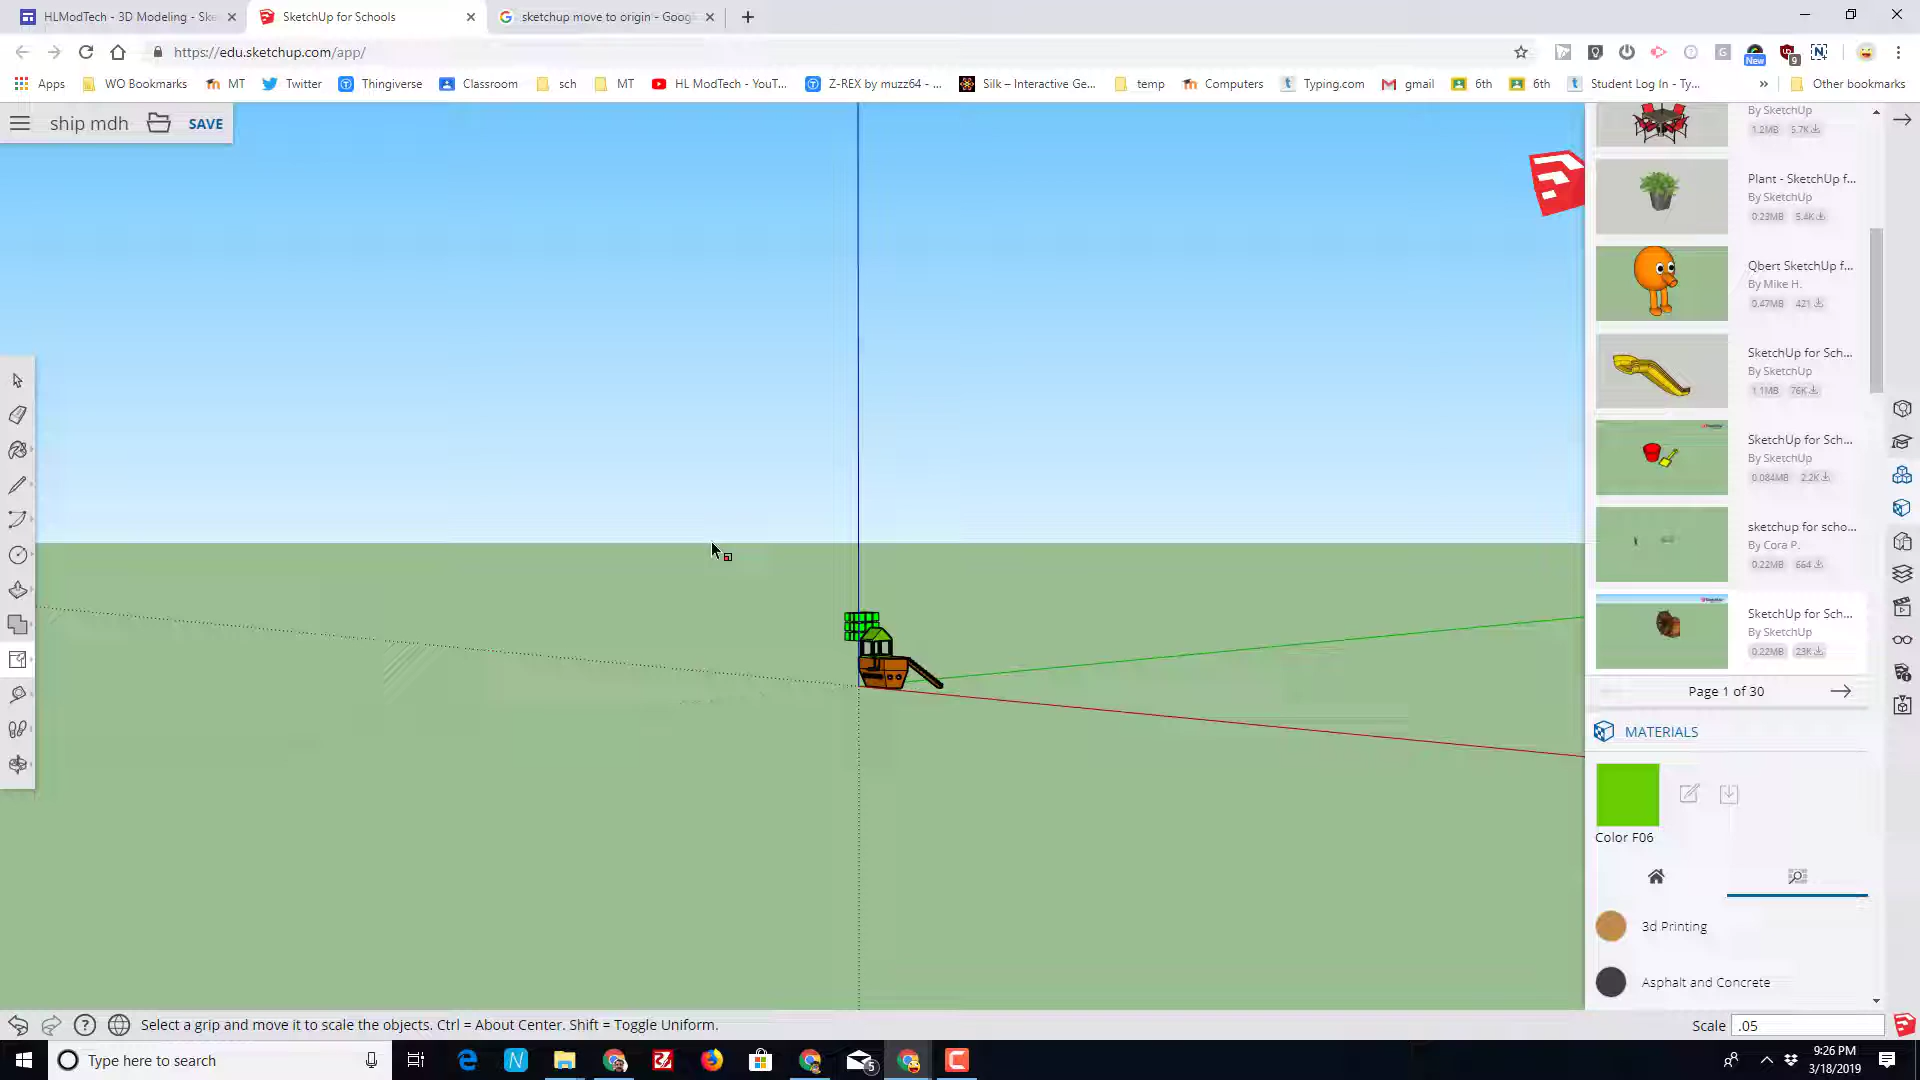 HLModTech - 3D Modeling - Ske
SketchUp for Schools
sketchup move to origin - Goog
https://edu.sketchup.com/app/
New
9
Apps
WO Bookmarks
MT
Twitter
Thingiverse
Classroom
sch
MT
HL ModTech - YouT...
Z-REX by muzz64 - ...
Silk – Interactive Ge...
temp
Computers
Typing.com
gmail
6th
6th
Student Log In - Ty...
Other bookmarks
ship mdh
SAVE
By SketchUp
1.2MB 5.7K
Plant - SketchUp f...
By SketchUp
0.23MB 5.4K
Qbert SketchUp f...
By Mike H.
0.47MB 421
SketchUp for Sch...
By SketchUp
1.1MB 76K
SketchUp for Sch...
By SketchUp
0.084MB 2.2K
sketchup for scho...
By Cora P.
0.22MB 664
SketchUp for Sch...
By SketchUp
0.22MB 23K
Page 1 of 30
MATERIALS
Color F06
3d Printing
Asphalt and Concrete
Select a grip and move it to scale the objects. Ctrl = About Center. Shift = Toggle Uniform.
Scale .05
Type here to search
5
9:26 PM
3/18/2019